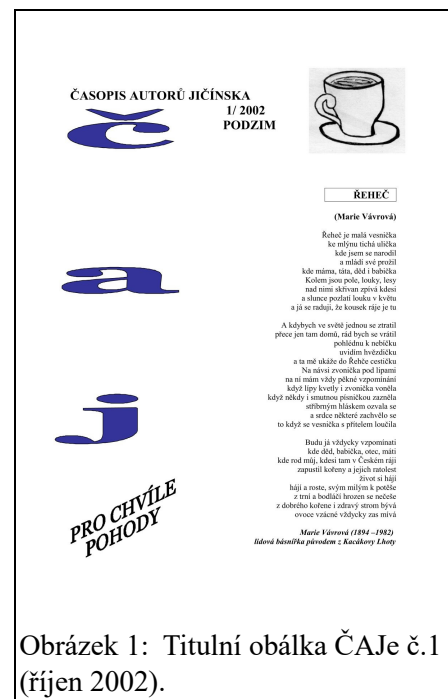 ČASOPIS AUTORŮ JIČÍNSKA
1/ 2002
PODZIM
č
a
j
PRO CHVÍLE
POHODY
ŘEHEČ
(Marie Vávrová)
Řeheč je malá vesnička
ke mlýnu tichá ulička
kde jsem se narodil
a mládí své prožil
kde máma, táta, děd i babička
Kolem jsou pole, louky, lesy
nad nimi skřivan zpívá kdesi
a slunce pozlatí louku v květu
a já se raduji, že kousek ráje je tu
A kdybych ve světě jednou se ztratil
přece jen tam domů, rád bych se vrátil
pohlédnu k nebíčku
uvidím hvězdičku
a ta mě ukáže do Řehče cestičku
Na návsi zvonička pod lipami
na ní mám vždy pěkné vzpomínání
když lípy kvetly i zvonička voněla
když někdy i smutnou písničkou zazněla
stříbrným hláskem ozvala se
a srdce některé zachvělo se
to když se vesnička s přítelem loučila
Budu já vždycky vzpomínati
kde děd, babička, otec, máti
kde rod můj, kdesi tam v Českém ráji
zapustil kořeny a jejich ratolest
život si hájí
hájí a roste, svým milým k potěše
z trní a bodláčí hrozen se nečeše
z dobrého kořene i zdravý strom bývá
ovoce vzácné vždycky zas mívá
Marie Vávrová (1894 –1982)
lidová básnířka původem z Kacákovy Lhoty
Obrázek 1: Titulní obálka ČAJe č.1
(říjen 2002).